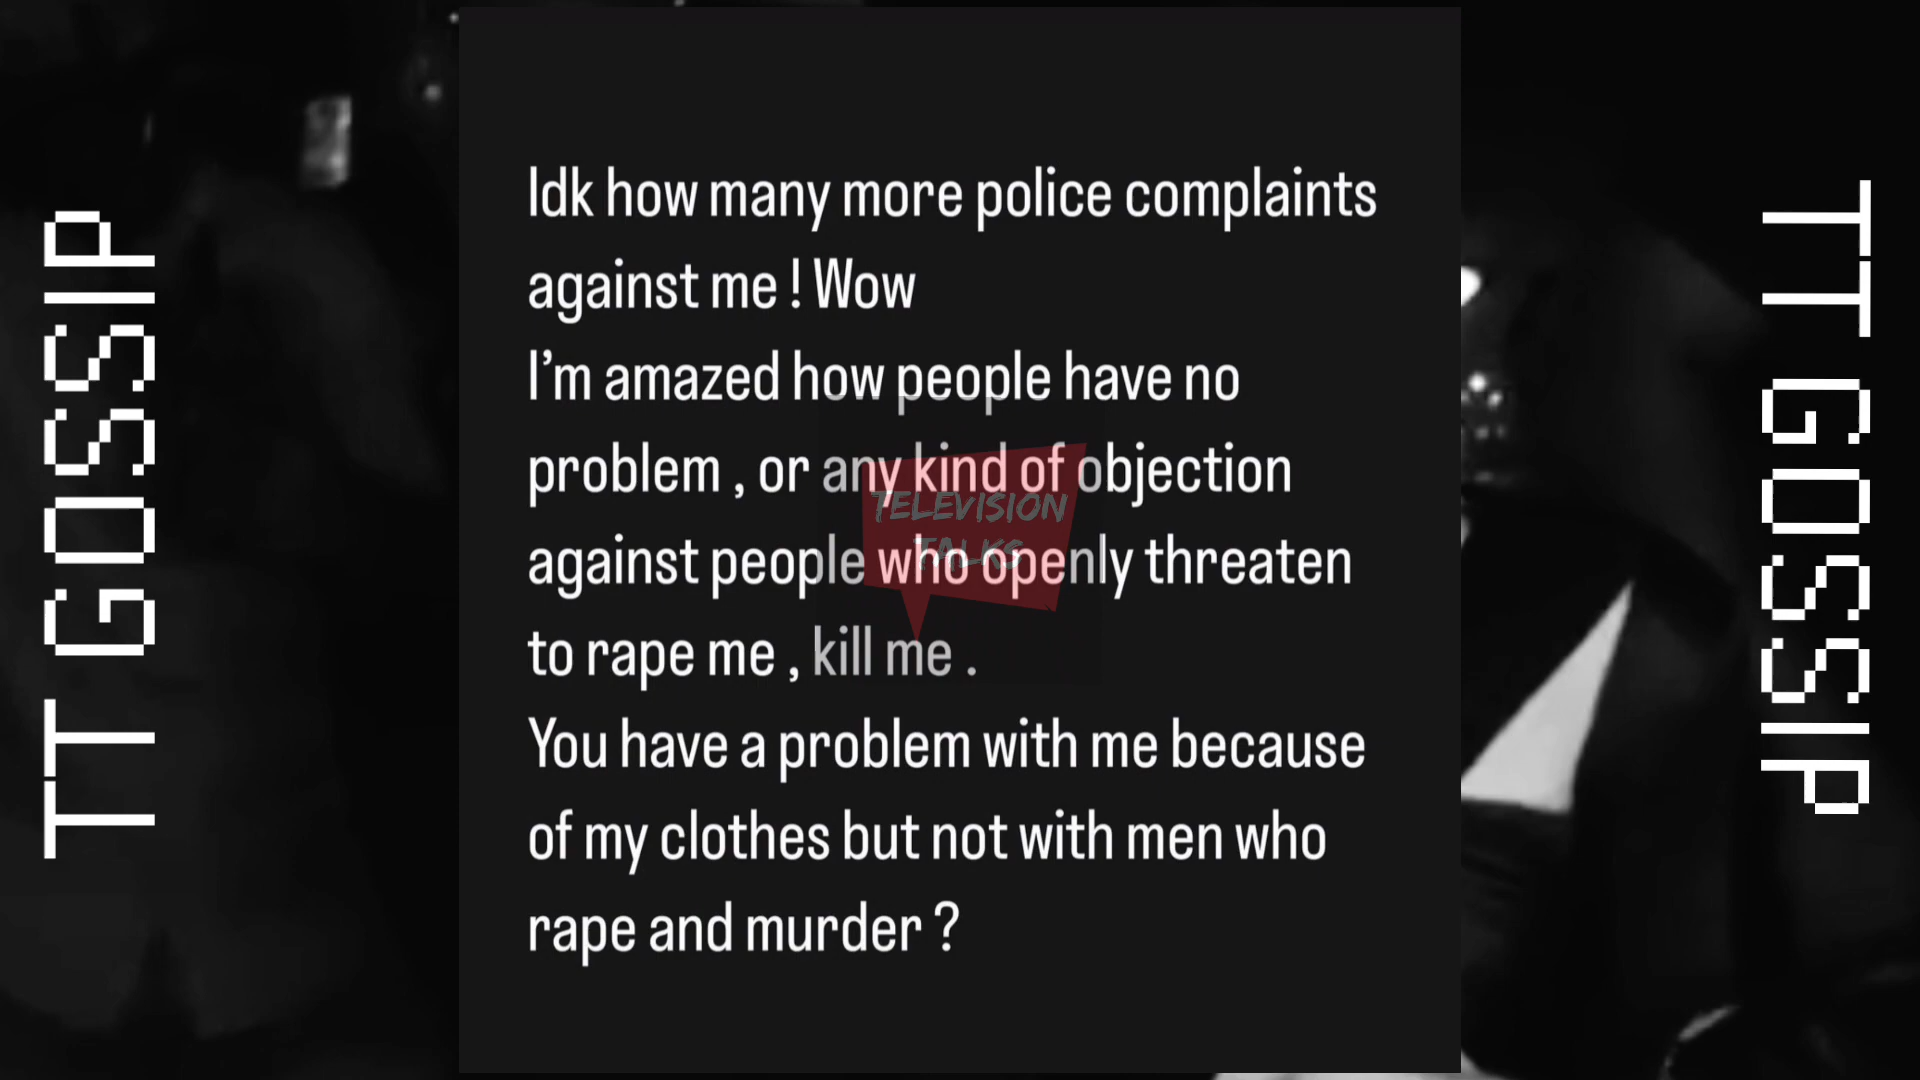 TT GOSSIP
Idk how many more police complaints
against me ! Wow
I'm amazed how people have no
problem , or any kind of objection
against people who openly threaten
to rape me , kill me .
You have a problem with me because
of my clothes but not with men who
rape and murder ?
TELEVISION
TALKS
TT GOSSIP